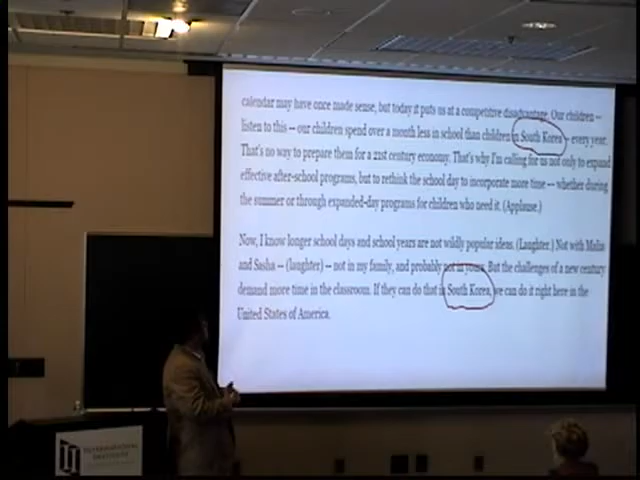 calendar may have once made sense, but today it puts us at a competitive disadvantage. Our children --
listen to this -- our children spend over a month less in school than children in South Korea -- every year.
That's no way to prepare them for a 21st century economy. That's why I'm calling for us not only to expand
effective after-school programs, but to rethink the school day to incorporate more time -- whether during
the summer or through expanded-day programs for children who need it. (Applause.)
Now, I know longer school days and school years are not wildly popular ideas. (Laughter.) Not with Malia
and Sasha -- (laughter) -- not in my family, and probably not in yours. But the challenges of a new century
demand more time in the classroom. If they can do that in South Korea, we can do it right here in the
United States of America.
INTERNATIONAL
INSTITUTE